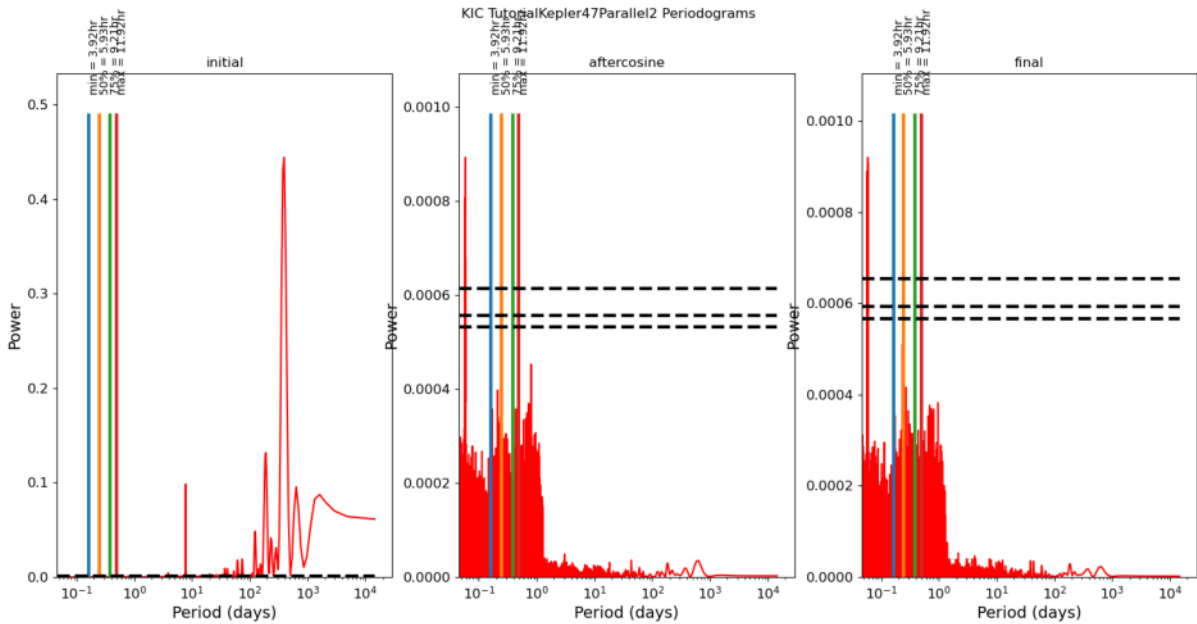 KIC TutorialKepler47Parallel2 Periodograms
min = 3.92hr
50% = 5.93hr
75% = 9.21hr
max = 11.92hr
initial
0.5
0.4
0.3
0.2
0.1
0.0
Power
10⁻¹ 10⁰ 10¹ 10² 10³ 10⁴
Period (days)
min = 3.92hr
50% = 5.93hr
75% = 9.21hr
max = 11.92hr
aftercosine
0.0010
0.0008
0.0006
0.0004
0.0002
0.0000
Power
10⁻¹ 10⁰ 10¹ 10² 10³ 10⁴
Period (days)
min = 3.92hr
50% = 5.93hr
75% = 9.21hr
max = 11.92hr
final
0.0010
0.0008
0.0006
0.0004
0.0002
0.0000
Power
10⁻¹ 10⁰ 10¹ 10² 10³ 10⁴
Period (days)